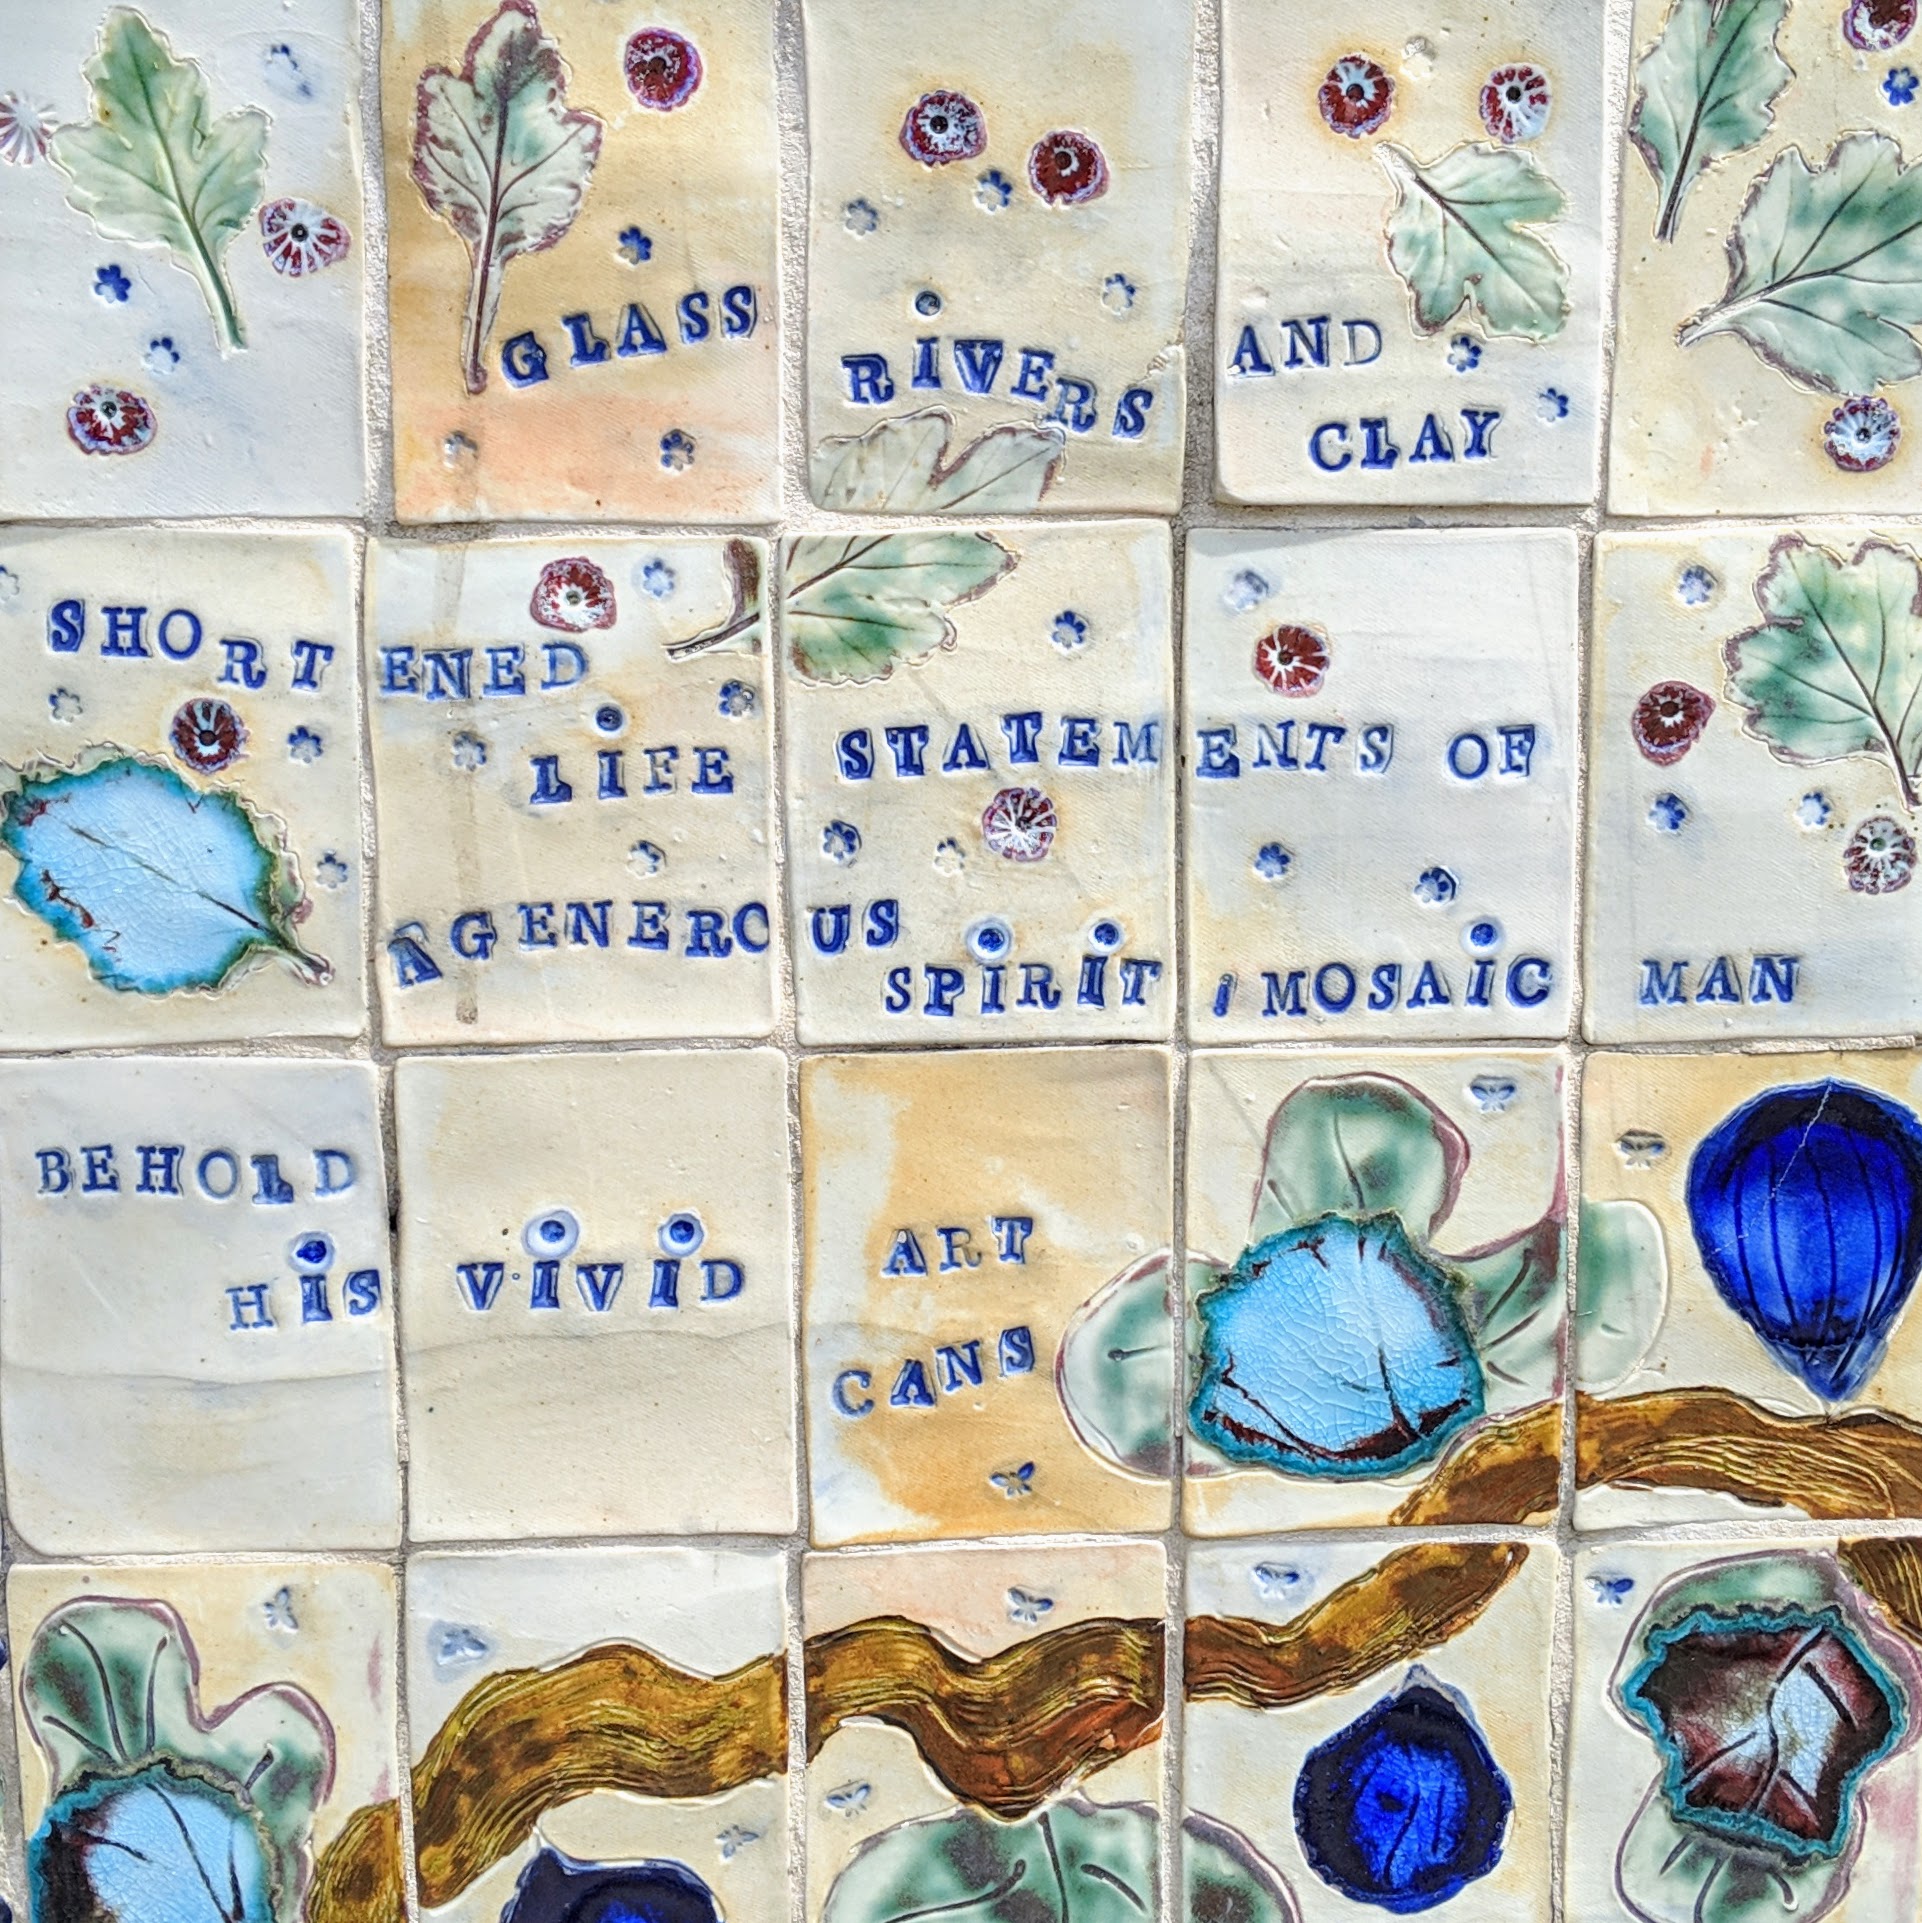 GLASS RIVERS AND
CLAY
SHORTENED
LIFE STATEMENTS OF
A GENEROUS
SPIRIT ; MOSAIC MAN
BEHOLD
HIS VIVID ART
CANS